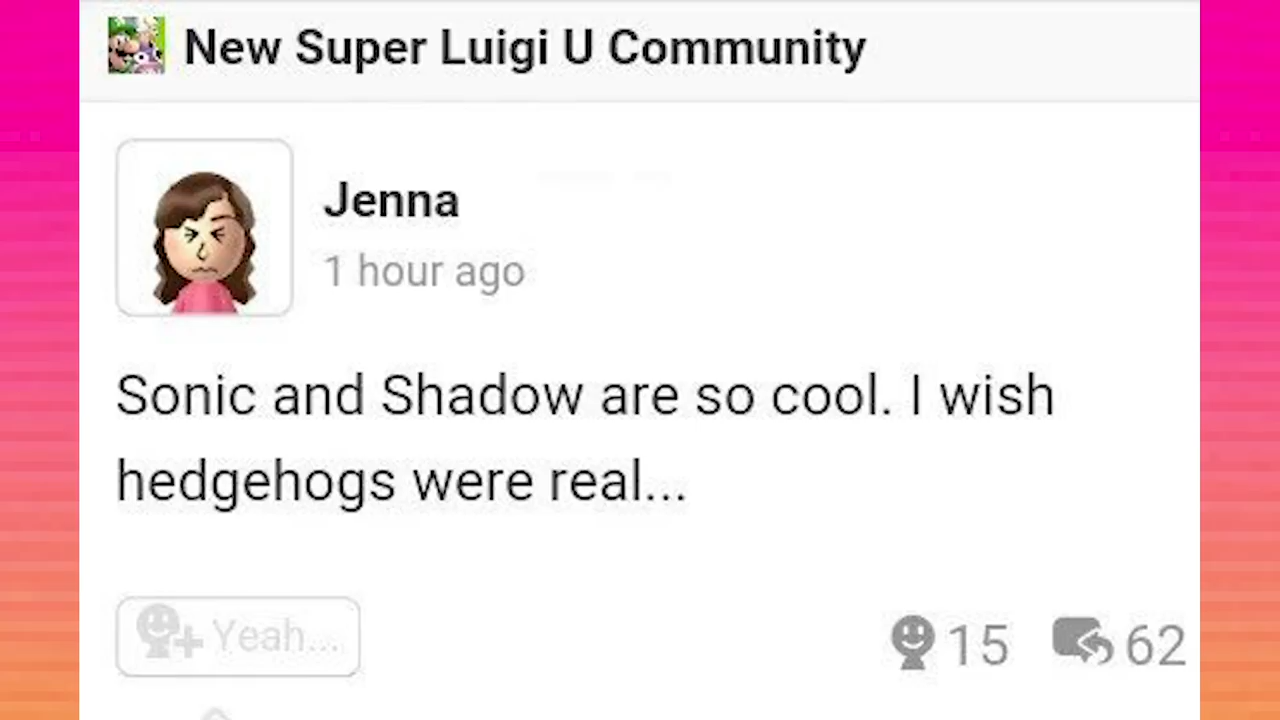 New Super Luigi U Community
Jenna
1 hour ago
Sonic and Shadow are so cool. I wish
hedgehogs were real...
Yeah...
15
62